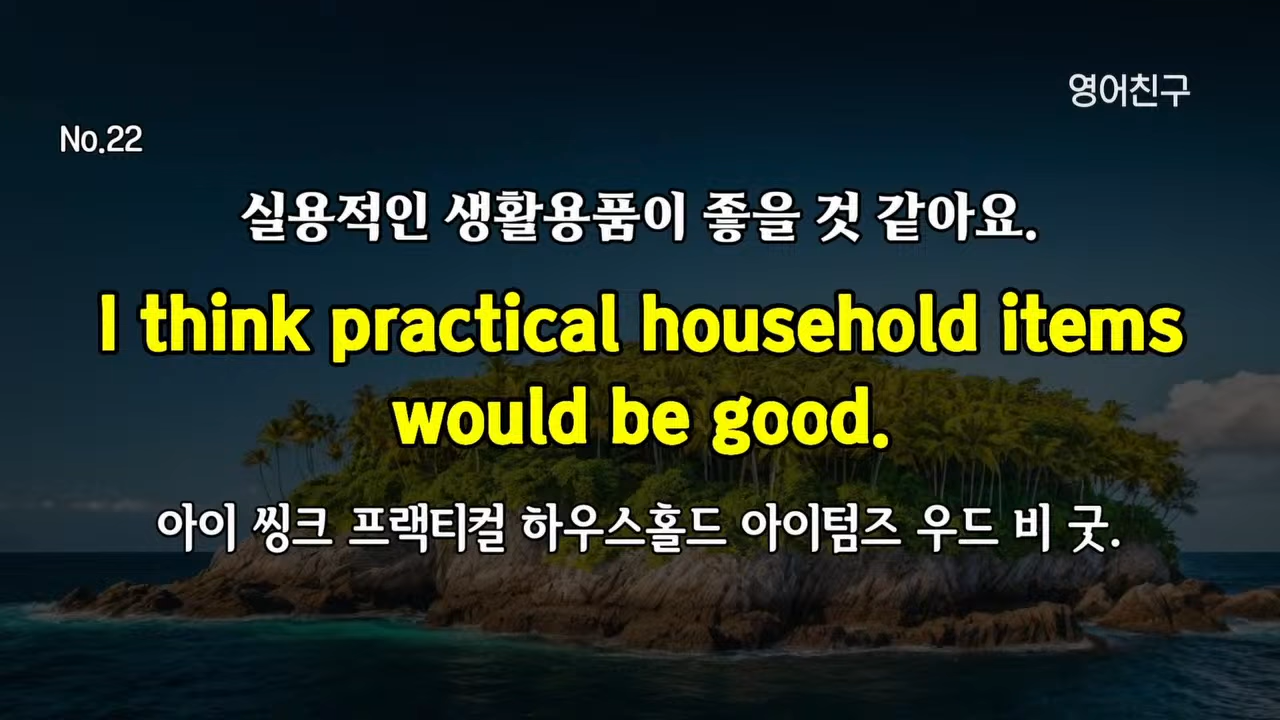 영어친구
No.22
실용적인 생활용품이 좋을 것 같아요.
I think practical household items
would be good.
아이 씽크 프랙티컬 하우스홀드 아이텀즈 우드 비 굿.